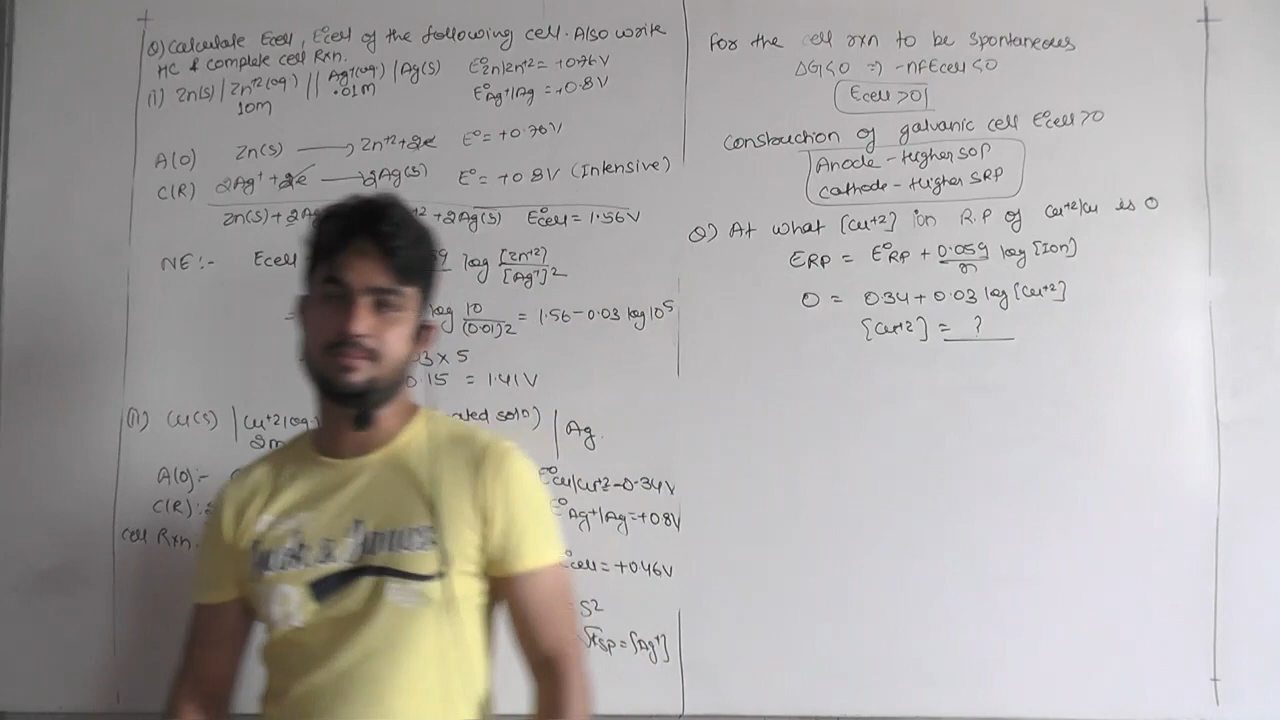 Q) Calculate Ecell, E°cell of the following cell. Also write
HC & complete cell Rxn.
(i) Zn(s) | Zn+2(aq) || Ag+(aq) | Ag(s) E°Zn|Zn+2 = +0.76V
10m .01m E°Ag+|Ag = +0.8V
A(O) Zn(s) → Zn+2 + 2e E° = +0.76V
C(R) 2Ag+ + 2e → 2Ag(s) E° = +0.8V (Intensive)
Zn(s) + 2Ag +2 + 2Ag(s) E°cell = 1.56V
NE:- Ecell 9 log [Zn+2]/[Ag+]2
= log 10/(0.01)2 = 1.56 - 0.03 log 10^5
03 x 5
0.15 = 1.41V
(ii) Cu(s) | Cu+2(aq) ated soln) | Ag
2m
A(O):- E°Cu/Cu+2 - 0.34V
C(R):- E°Ag+|Ag = +0.8V
Cell Rxn. cell = +0.46V
S2
√Ksp = [Ag+]
For the cell rxn to be spontaneous
ΔG<0 ⇒ -nFEcell<0
Ecell>0
Construction of galvanic cell E°cell>0
Anode - Higher SOP
Cathode - Higher SRP
Q) At what [Cu+2] ion R.P of Cu+2/Cu is 0
ERP = E°RP + 0.059/n log [Ion]
0 = 0.34 + 0.03 log [Cu+2]
[Cu+2] = ?